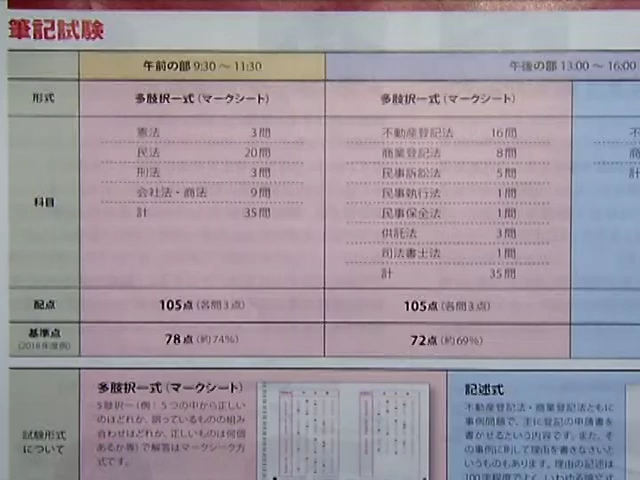 筆記試験
午前の部 9:30 ～ 11:30
午後の部 13:00 ～ 16:00
形式
多肢択一式(マークシート)
多肢択一式(マークシート)
科目
憲法 3問
民法 20問
刑法 3問
会社法・商法 9問
計 35問
不動産登記法 16問
商業登記法 8問
民事訴訟法 5問
民事執行法 1問
民事保全法 1問
供託法 3問
司法書士法 1問
計 35問
不
商
計
配点
105点(各問3点)
105点(各問3点)
基準点
(2018年度例)
78点(約74%)
72点(約69%)
試験形式
について
多肢択一式(マークシート)
5肢択一(例:5つの中から正しい
のはどれか、誤っているものの組み
合わせはどれか、正しいものは何個
あるか等)で解答はマークシート方
式です。
記述式
不動産登記法・商業登記法ともに
事例問題で、主に登記の申請書を
書かせるという内容です。また、そ
の事例に則して理由を書きなさいと
いうものもあります。理由の記述は